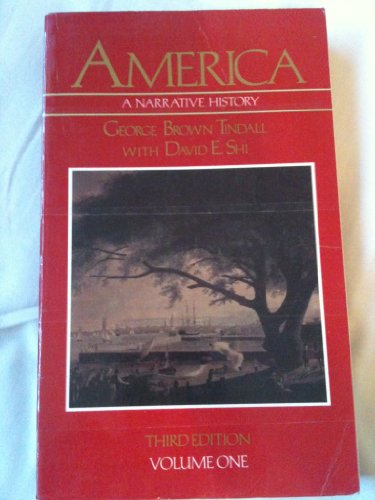 AMERICA
A NARRATIVE HISTORY
GEORGE BROWN TINDALL
WITH DAVID E. SHI
THIRD EDITION
VOLUME ONE